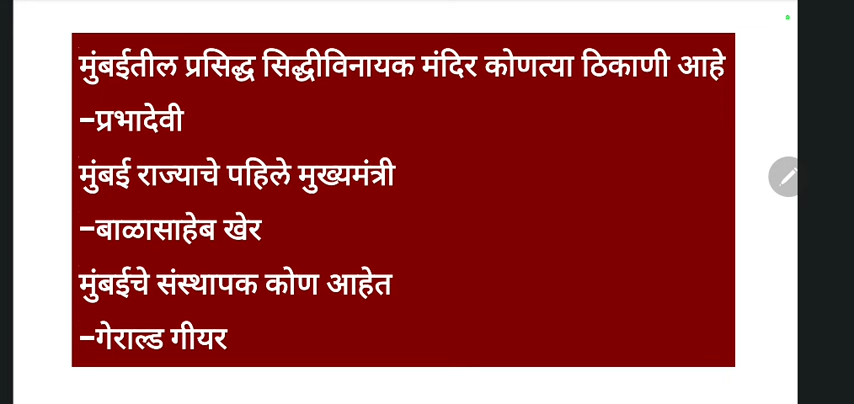 मुंबईतील प्रसिद्ध सिद्धीविनायक मंदिर कोणत्या ठिकाणी आहे
-प्रभादेवी
मुंबई राज्याचे पहिले मुख्यमंत्री
-बाळासाहेब खेर
मुंबईचे संस्थापक कोण आहेत
-गेराल्ड गीयर